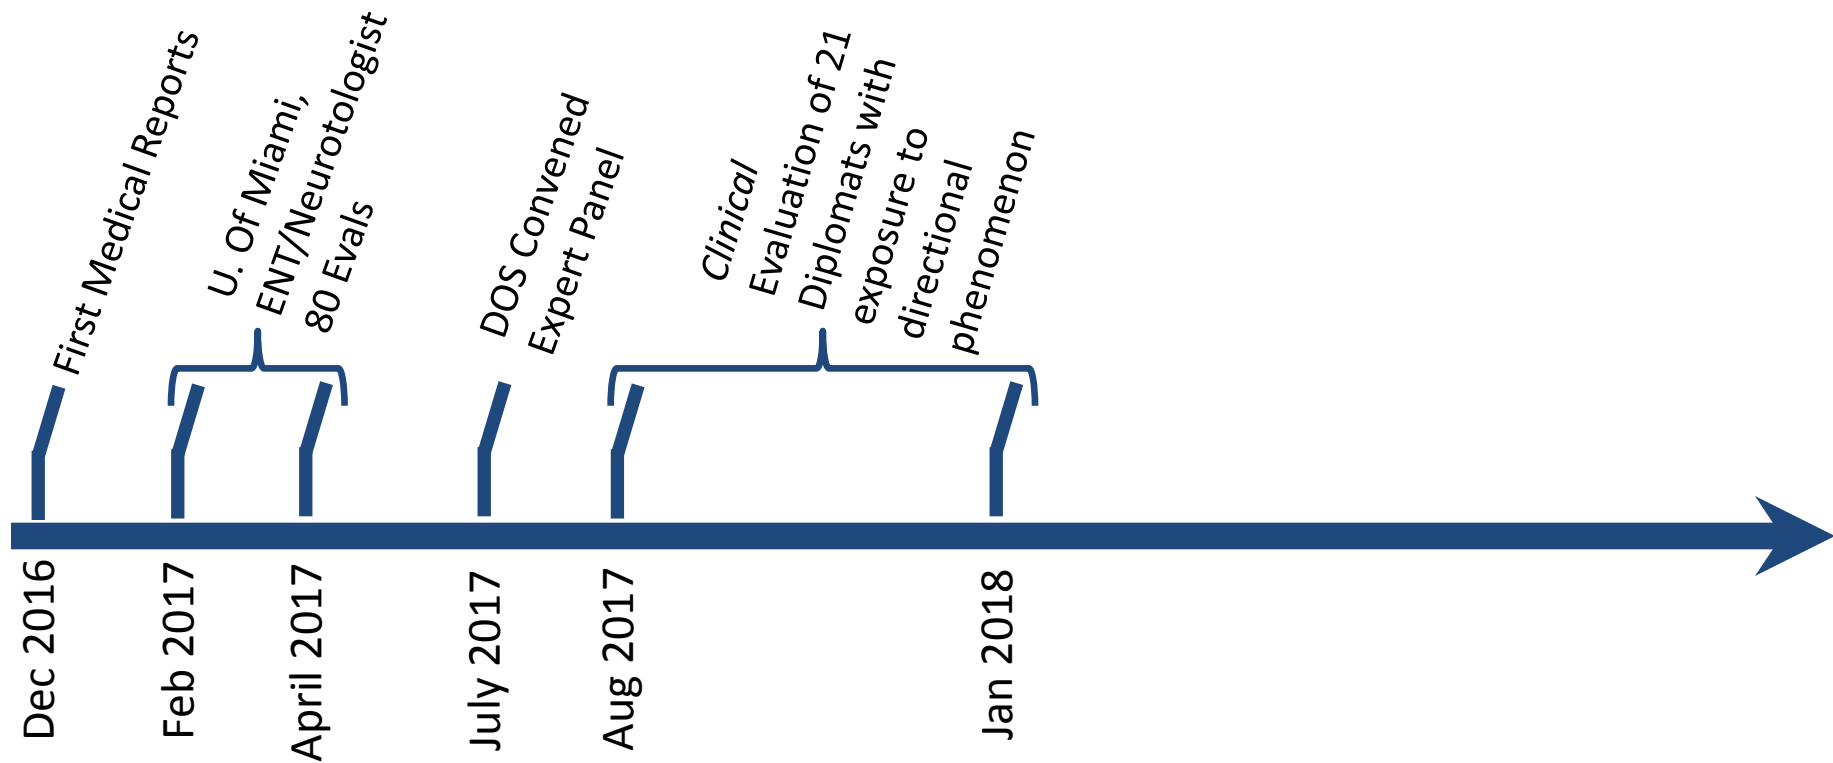 First Medical Reports
U. Of Miami,
ENT/Neurotologist
80 Evals
DOS Convened
Expert Panel
Clinical
Evaluation of 21
Diplomats with
exposure to
directional
phenomenon
Dec 2016
Feb 2017
April 2017
July 2017
Aug 2017
Jan 2018